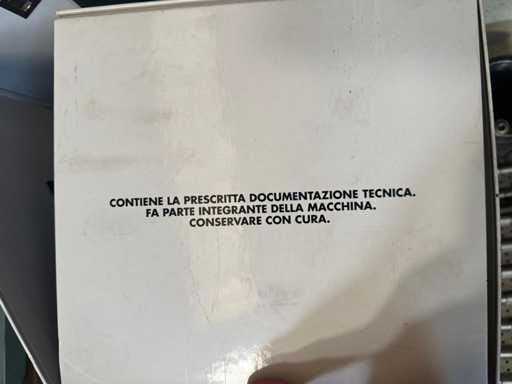 CONTIENE LA PRESCRITTA DOCUMENTAZIONE TECNICA.
FA PARTE INTEGRANTE DELLA MACCHINA.
CONSERVARE CON CURA.